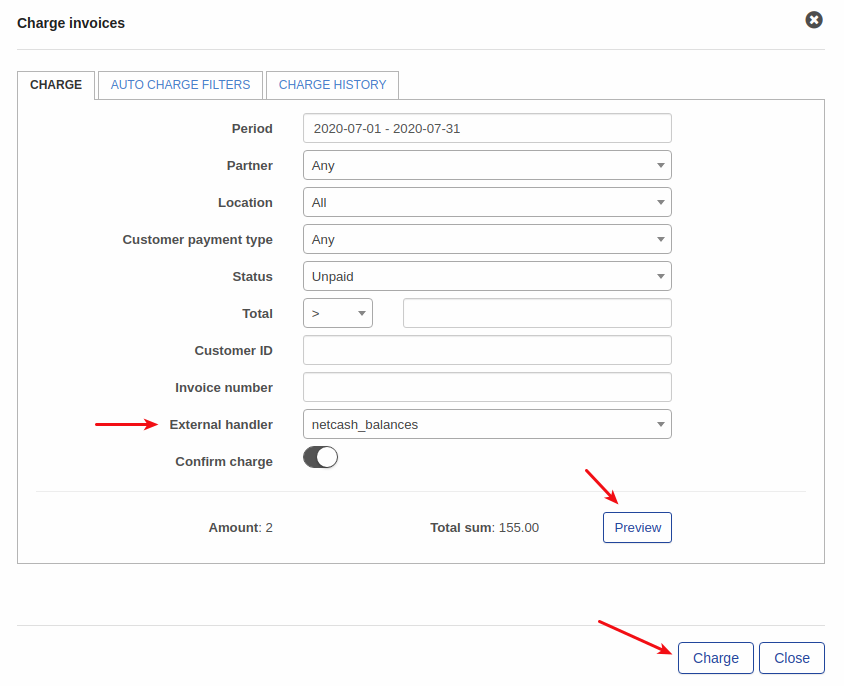 Charge invoices
CHARGE AUTO CHARGE FILTERS CHARGE HISTORY
Period 2020-07-01 - 2020-07-31
Partner Any
Location All
Customer payment type Any
Status Unpaid
Total >
Customer ID
Invoice number
External handler netcash_balances
Confirm charge
Amount: 2 Total sum: 155.00 Preview
Charge Close